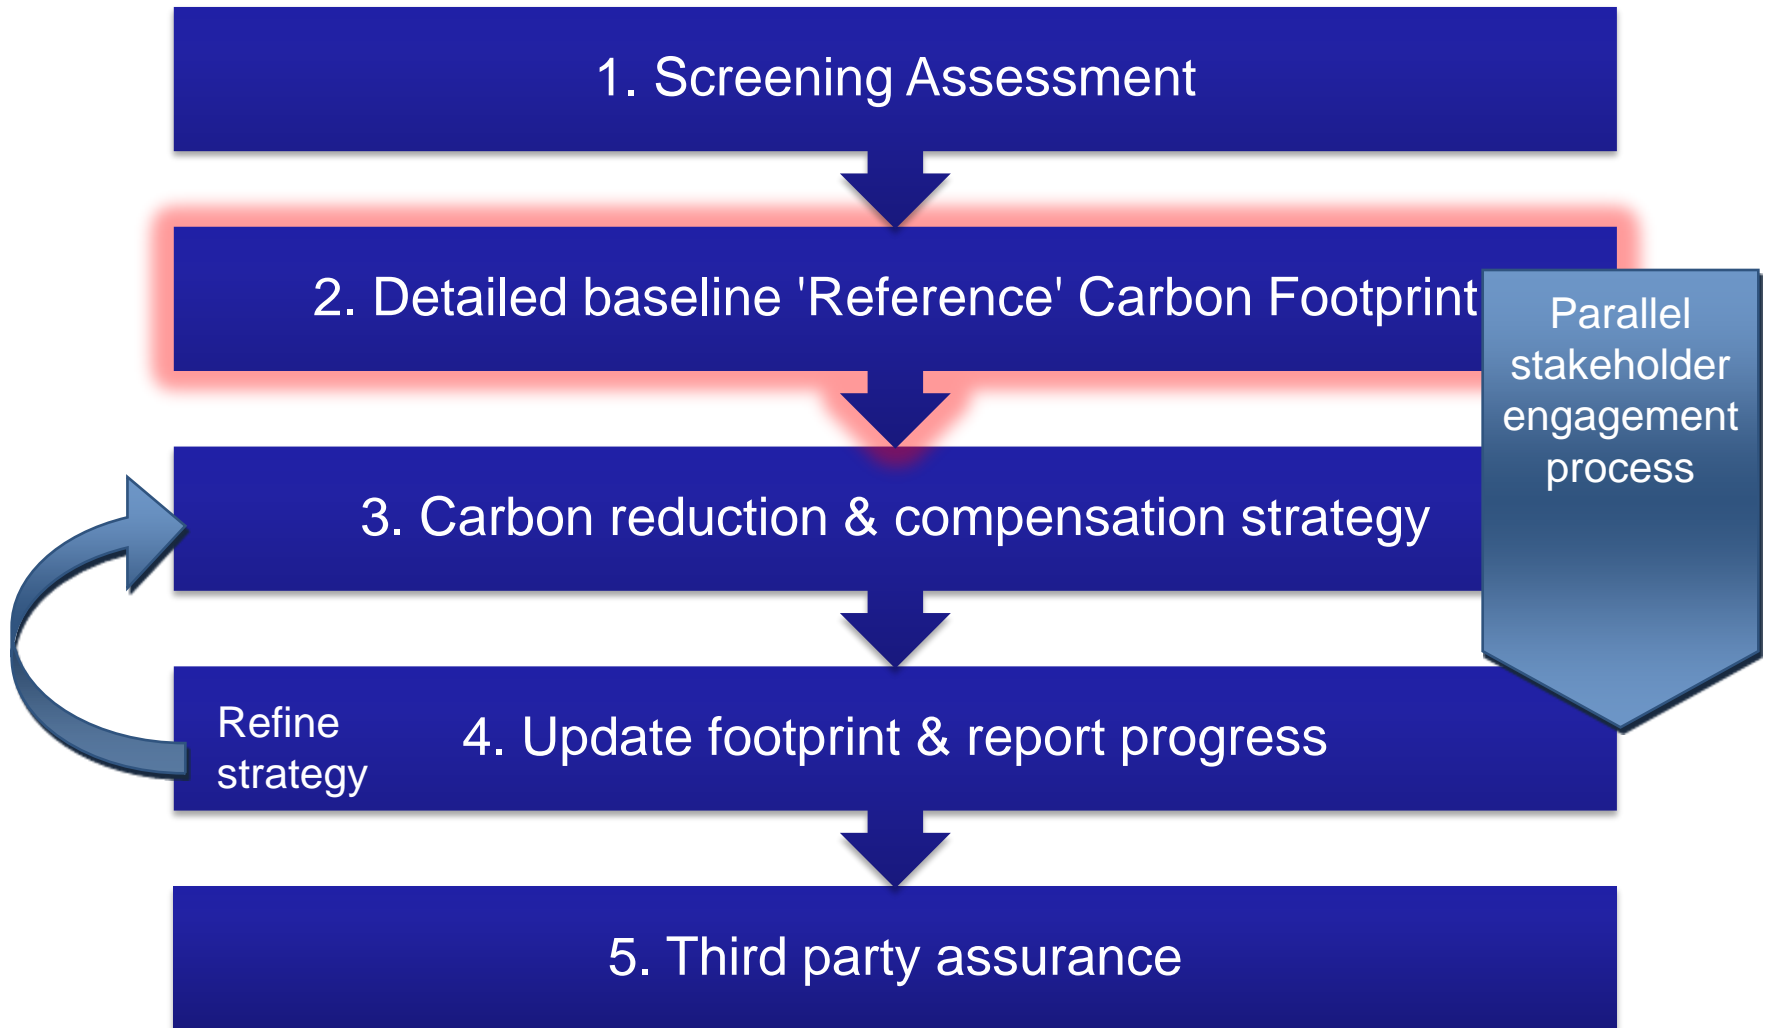 1. Screening Assessment
2. Detailed baseline 'Reference' Carbon Footprint
Parallel
stakeholder
engagement
process
3. Carbon reduction & compensation strategy
Refine
strategy
4. Update footprint & report progress
5. Third party assurance